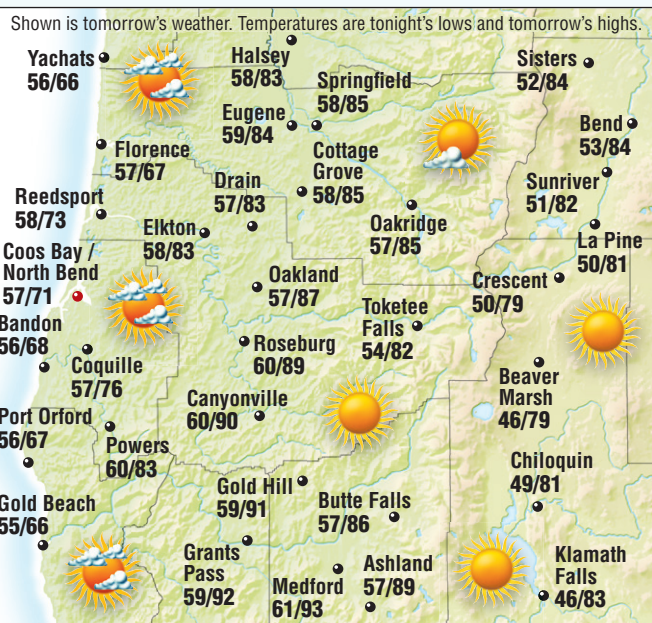 Shown is tomorrow's weather. Temperatures are tonight's lows and tomorrow's highs.
Yachats
56/66
Halsey
58/83
Springfield
58/85
Sisters
52/84
Eugene
59/84
Bend
53/84
Florence
57/67
Cottage
Grove
58/85
Drain
57/83
Sunriver
51/82
Reedsport
58/73
Elkton
58/83
Oakridge
57/85
La Pine
50/81
Coos Bay /
North Bend
57/71
Oakland
57/87
Crescent
50/79
Toketee
Falls
54/82
Bandon
56/68
Roseburg
60/89
Coquille
57/76
Beaver
Marsh
46/79
Canyonville
60/90
Port Orford
56/67
Powers
60/83
Chiloquin
49/81
Gold Hill
59/91
Butte Falls
57/86
Gold Beach
55/66
Grants
Pass
59/92
Medford
61/93
Ashland
57/89
Klamath
Falls
46/83